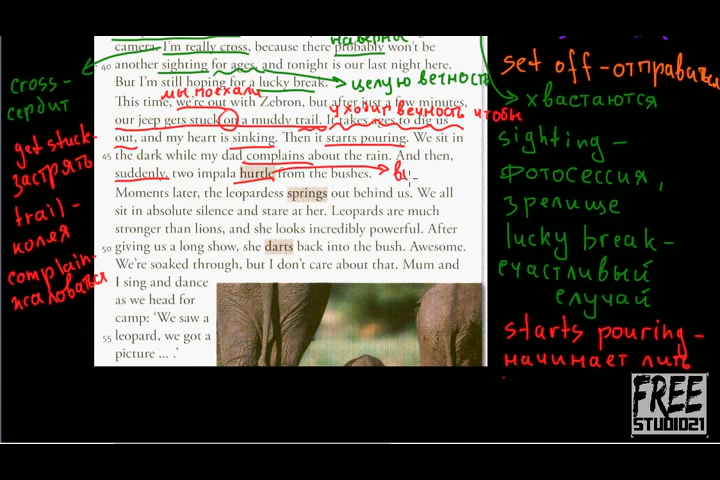 наверное
camera. I'm really cross, because there probably won't be
40 another sighting for ages, and tonight is our last night here.
But I'm still hoping for a lucky break.
целую вечность
мы поехали
This time, we're out with Zebron, but after just a few minutes,
уходит вечность чтобы
our jeep gets stuck on a muddy trail. It takes ages to dig us
out, and my heart is sinking. Then it starts pouring. We sit in
45 the dark while my dad complains about the rain. And then,
suddenly, two impala hurtle from the bushes.
Moments later, the leopardess springs out behind us. We all
sit in absolute silence and stare at her. Leopards are much
stronger than lions, and she looks incredibly powerful. After
50 giving us a long show, she darts back into the bush. Awesome.
We're soaked through, but I don't care about that. Mum and
I sing and dance
as we head for
camp: 'We saw a
55 leopard, we got a
picture ... .'
cross-
сердит
get stuck-
застрять
trail-
колея
complain-
жаловаться
set off-отправиться
хвастаются
sighting-
фотосессия,
зрелище
lucky break-
счастливый
случай
starts pouring-
начинает лить
FREE
STUDIO21